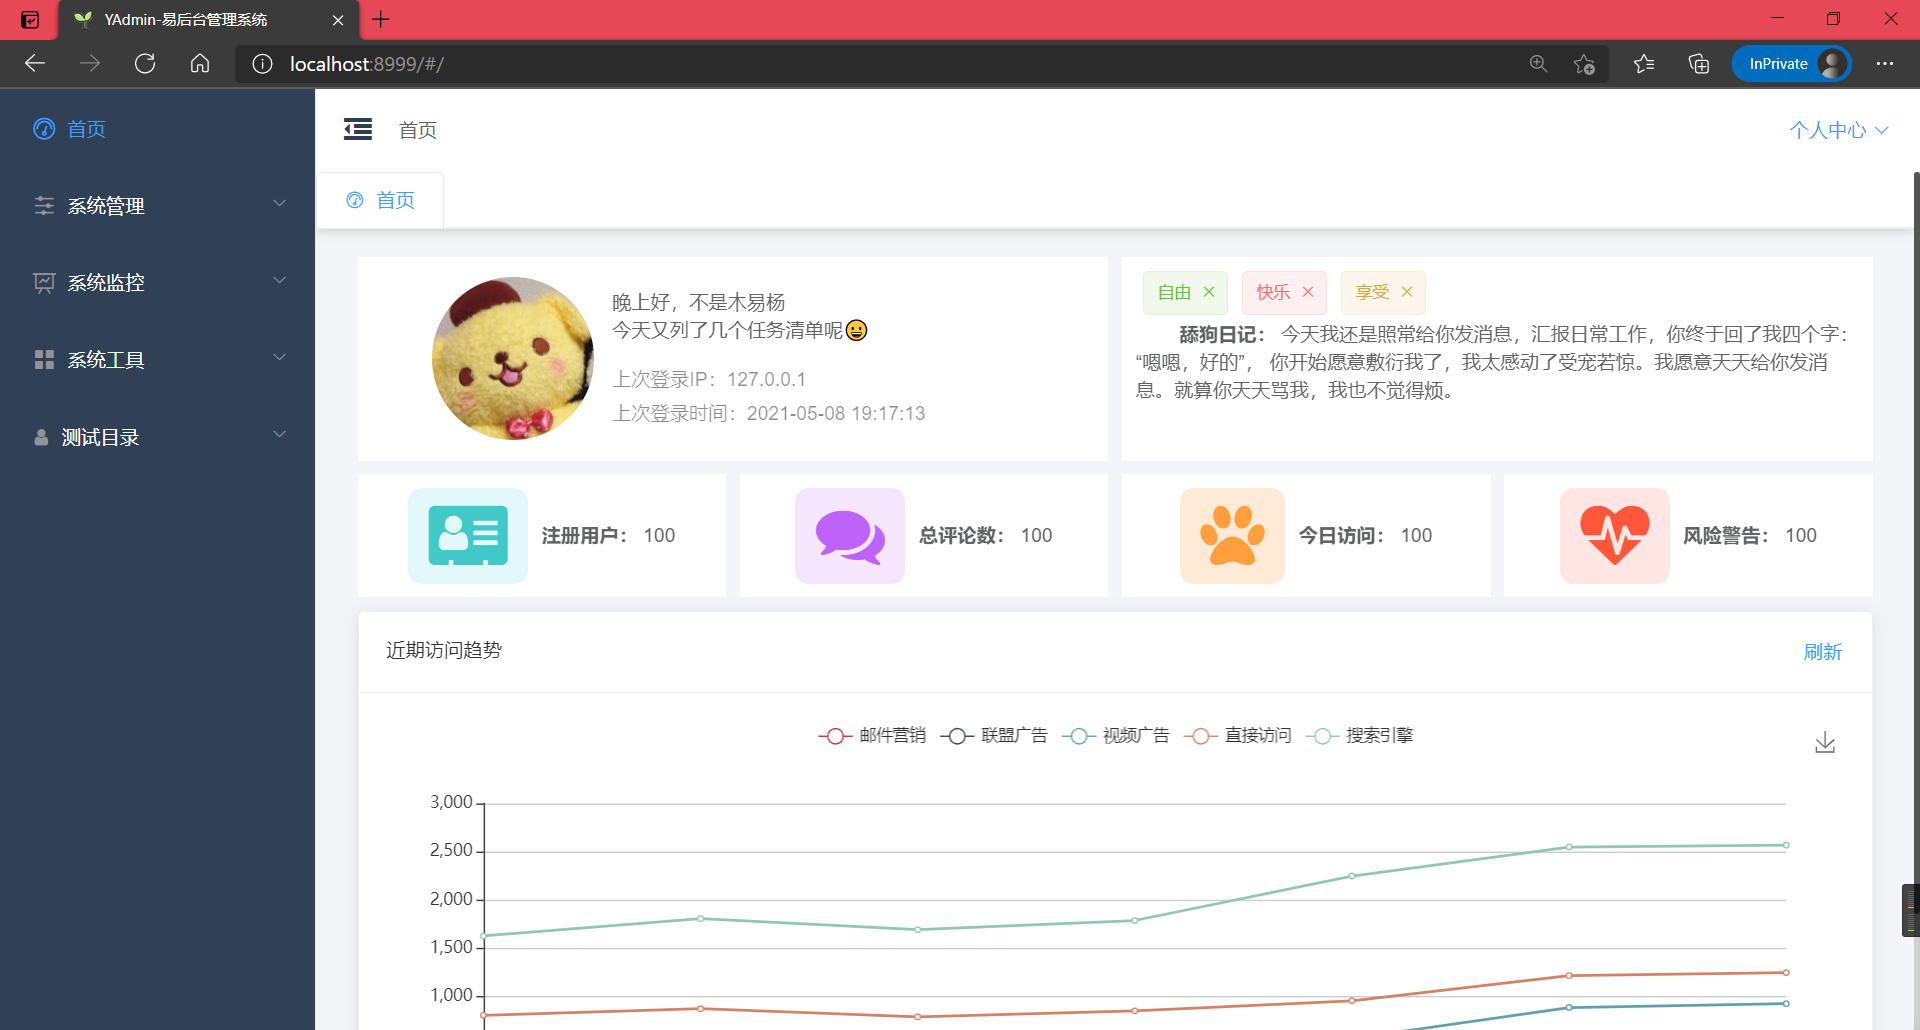 YAdmin-易后台管理系统
localhost:8999/#/
InPrivate
首页
系统管理
系统监控
系统工具
测试目录
首页
个人中心
首页
晚上好，不是木易杨
今天又列了几个任务清单呢😀
上次登录IP：127.0.0.1
上次登录时间：2021-05-08 19:17:13
自由
快乐
享受
舔狗日记： 今天我还是照常给你发消息，汇报日常工作，你终于回了我四个字：
“嗯嗯，好的”， 你开始愿意敷衍我了，我太感动了受宠若惊。我愿意天天给你发消
息。就算你天天骂我，我也不觉得烦。
注册用户： 100
总评论数： 100
今日访问： 100
风险警告： 100
近期访问趋势
刷新
邮件营销
联盟广告
视频广告
直接访问
搜索引擎
3,000
2,500
2,000
1,500
1,000